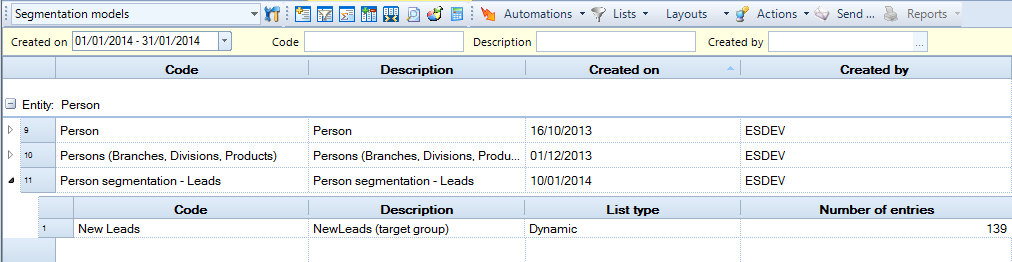 Segmentation models Automations Lists Layouts Actions Send ... Reports
Created on 01/01/2014 - 31/01/2014 Code Description Created by ...
Code Description Created on Created by
Entity: Person
9 Person Person 16/10/2013 ESDEV
10 Persons (Branches, Divisions, Products) Persons (Branches, Divisions, Produ... 01/12/2013 ESDEV
11 Person segmentation - Leads Person segmentation - Leads 10/01/2014 ESDEV
Code Description List type Number of entries
1 New Leads NewLeads (target group) Dynamic 139